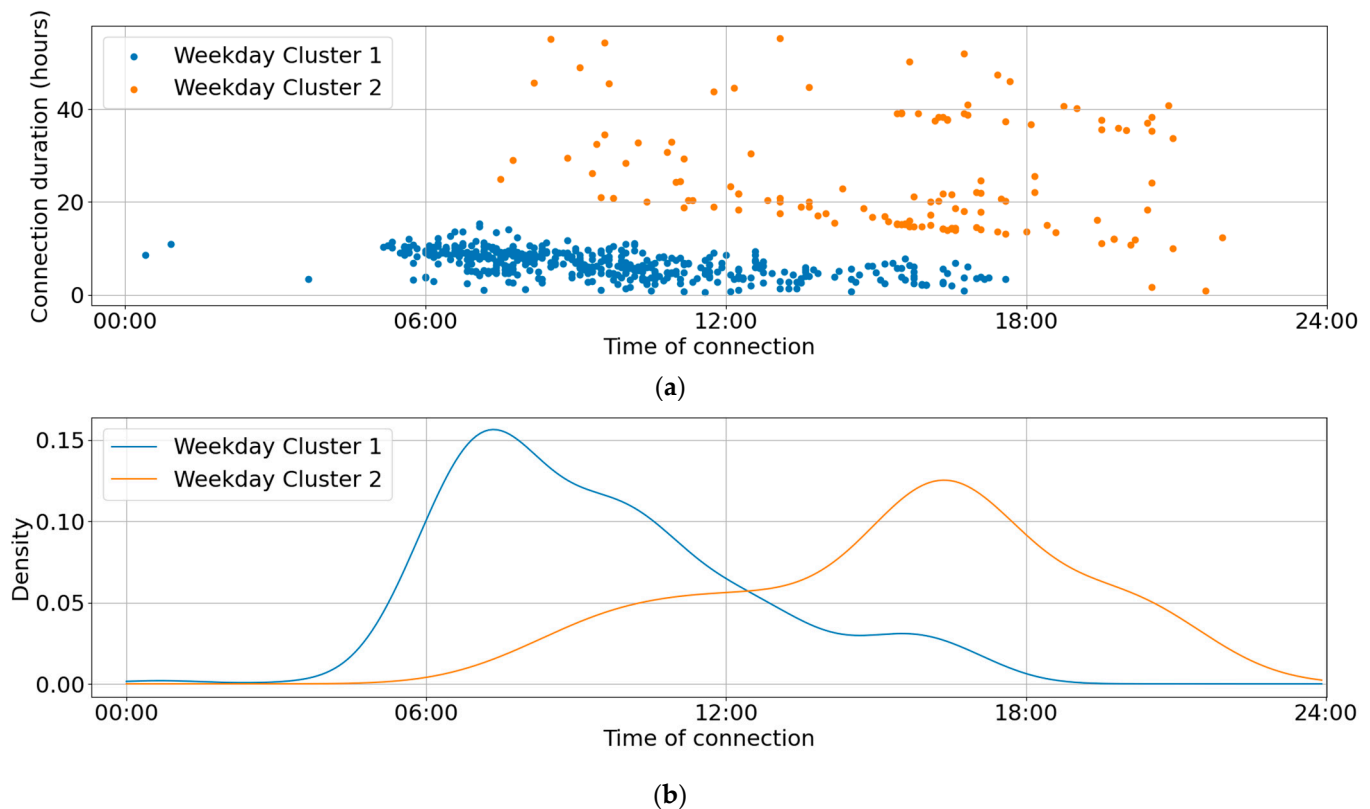 Connection duration (hours)
40
20
0
Weekday Cluster 1
Weekday Cluster 2
00:00
06:00
12:00
18:00
24:00
Time of connection
(a)
Density
0.15
0.10
0.05
0.00
Weekday Cluster 1
Weekday Cluster 2
00:00
06:00
12:00
18:00
24:00
Time of connection
(b)